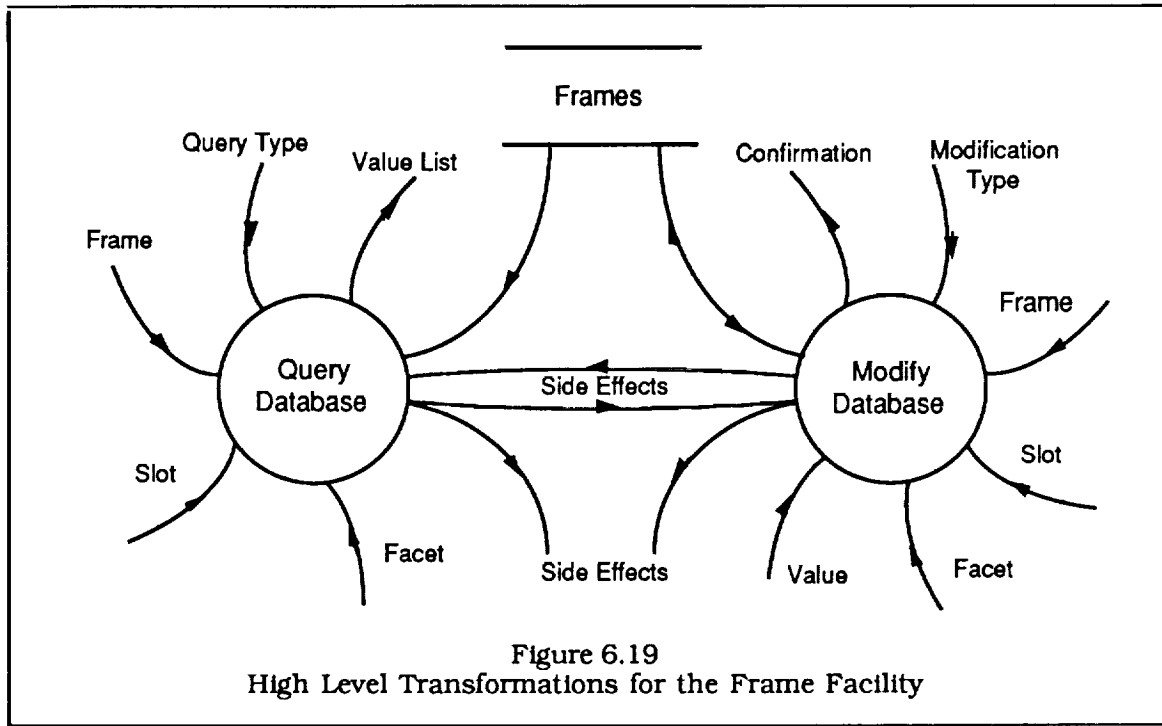 Frames
Query Type
Value List
Confirmation
Modification
Type
Frame
Frame
Query
Database
Side Effects
Modify
Database
Slot
Slot
Facet
Side Effects
Value
Facet
Figure 6.19
High Level Transformations for the Frame Facility